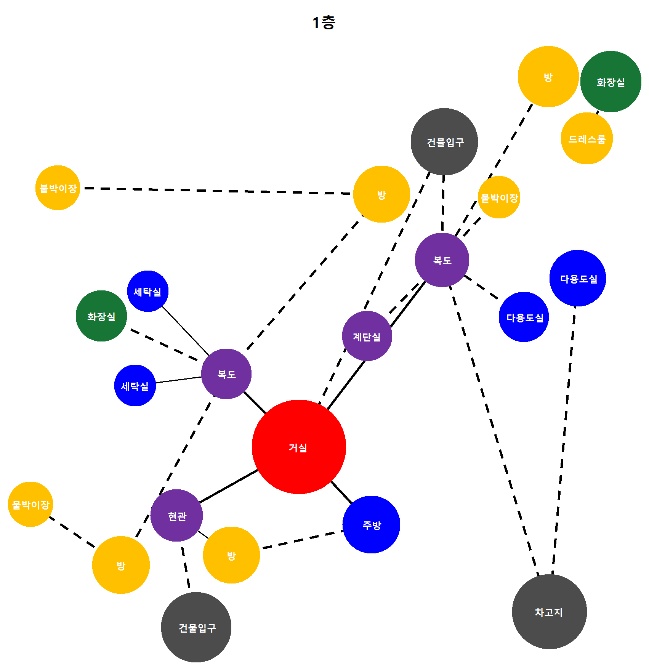 1층
방
화장실
건물입구
드레스룸
붙박이장
방
붙박이장
복도
다용도실
세탁실
화장실
다용도실
계단실
복도
세탁실
거실
붙박이장
현관
주방
방
방
차고지
건물입구